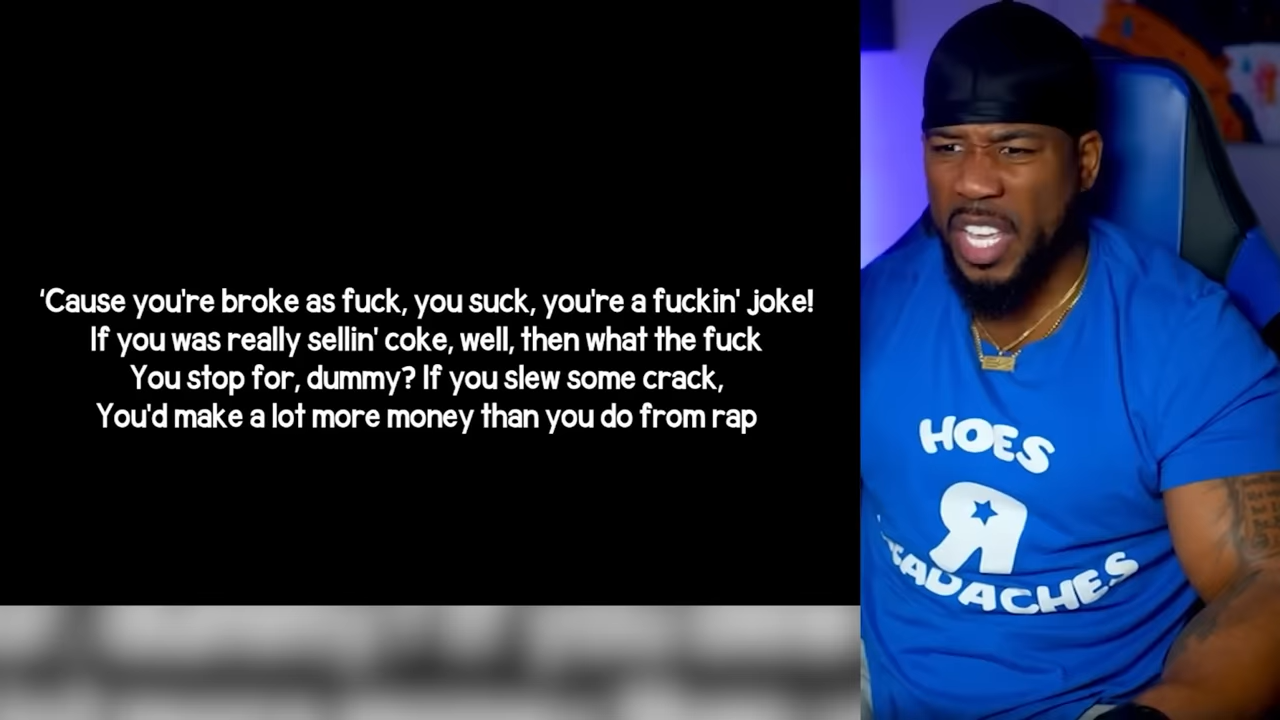 'Cause you're broke as fuck, you suck, you're a fuckin' joke!
If you was really sellin' coke, well, then what the fuck
You stop for, dummy? If you slew some crack,
You'd make a lot more money than you do from rap
HOES
R
HEADACHES